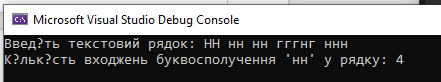 Microsoft Visual Studio Debug Console
Введ?ть текстовий рядок: НН нн нн гггнг ннн
К?льк?сть входжень буквосполучення 'нн' у рядку: 4